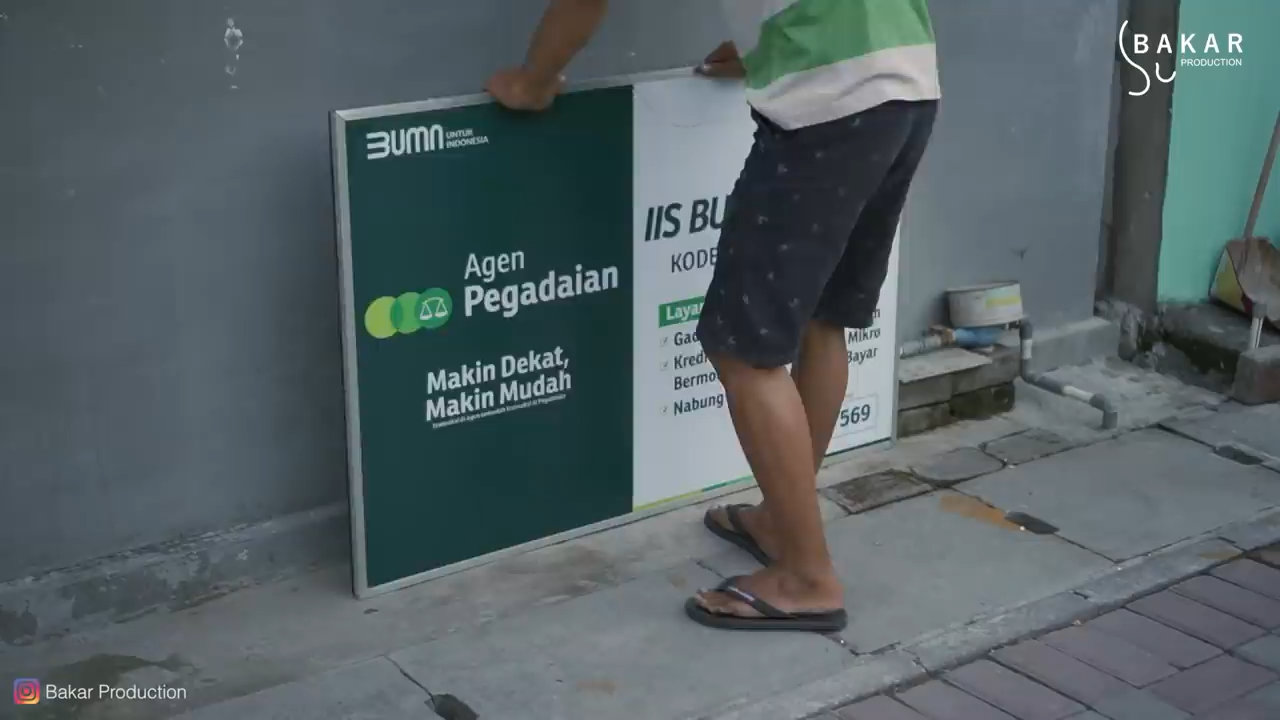 BAKAR
PRODUCTION
BUMN UNTUK
INDONESIA
Agen
Pegadaian
Makin Dekat,
Makin Mudah
IIS BU
KODE
Laya
Gad
Mikro
Kredi
Bayar
Bermo
Nabung
569
Bakar Production